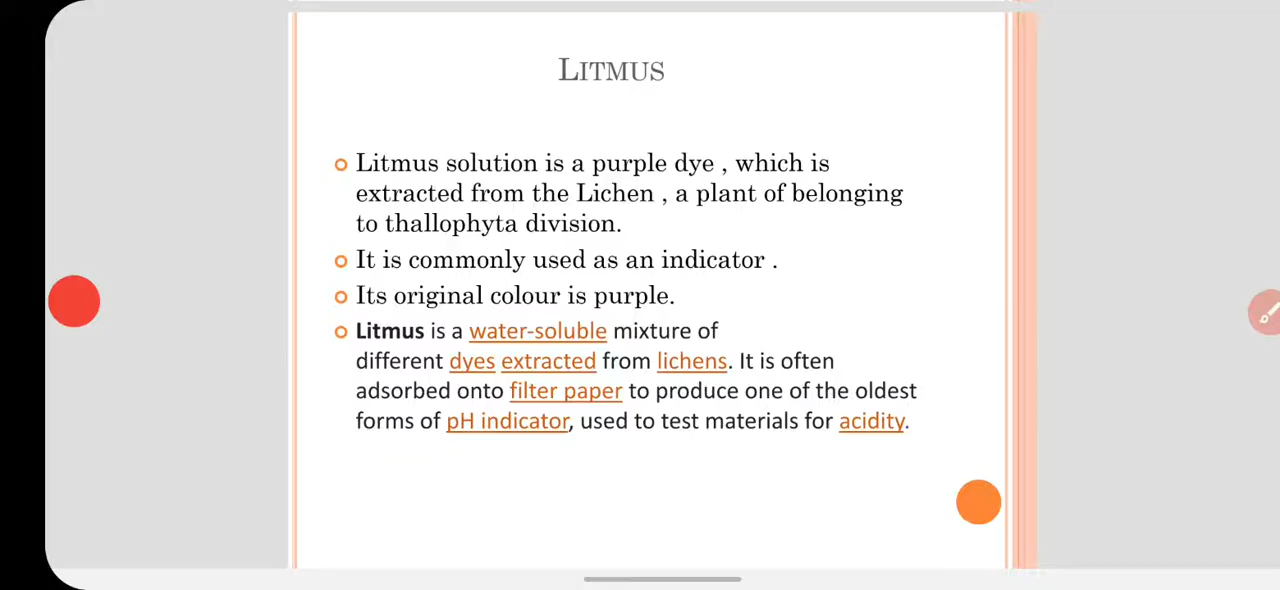 LITMUS
Litmus solution is a purple dye , which is
extracted from the Lichen , a plant of belonging
to thallophyta division.
It is commonly used as an indicator .
Its original colour is purple.
Litmus is a water-soluble mixture of
different dyes extracted from lichens. It is often
adsorbed onto filter paper to produce one of the oldest
forms of pH indicator, used to test materials for acidity.